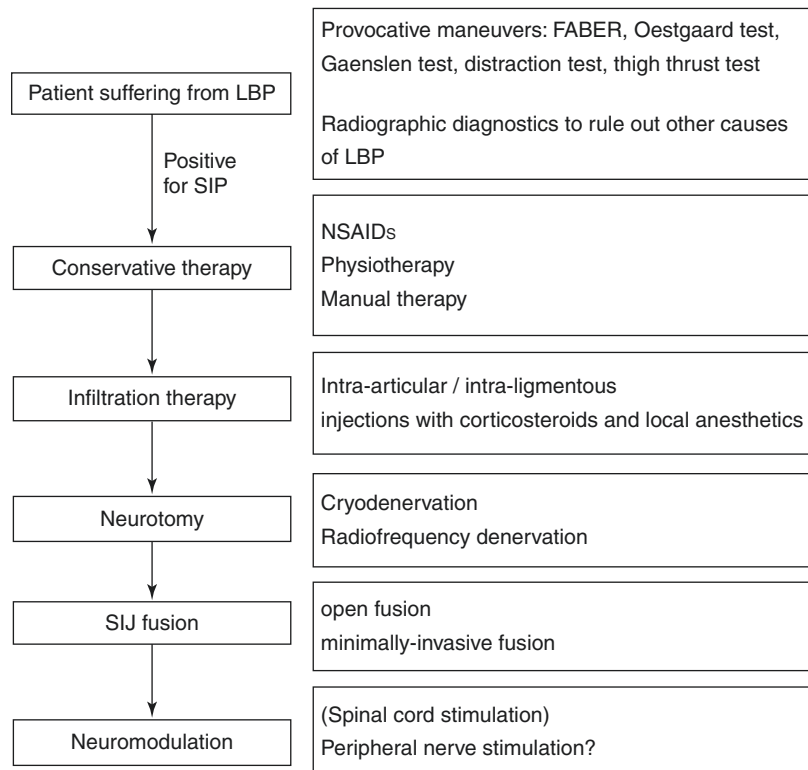 Patient suffering from LBP
Provocative maneuvers: FABER, Oestgaard test,
Gaenslen test, distraction test, thigh thrust test
Radiographic diagnostics to rule out other causes
of LBP
Positive
for SIP
Conservative therapy
NSAIDs
Physiotherapy
Manual therapy
Infiltration therapy
Intra-articular / intra-ligmentous
injections with corticosteroids and local anesthetics
Neurotomy
Cryodenervation
Radiofrequency denervation
SIJ fusion
open fusion
minimally-invasive fusion
Neuromodulation
(Spinal cord stimulation)
Peripheral nerve stimulation?